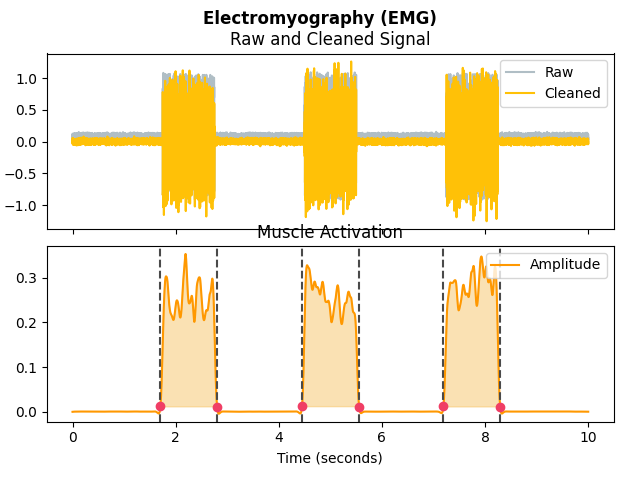 Electromyography (EMG)
Raw and Cleaned Signal
Raw
Cleaned
1.0
0.5
0.0
−0.5
−1.0
Muscle Activation
Amplitude
0.3
0.2
0.1
0.0
0 2 4 6 8 10
Time (seconds)